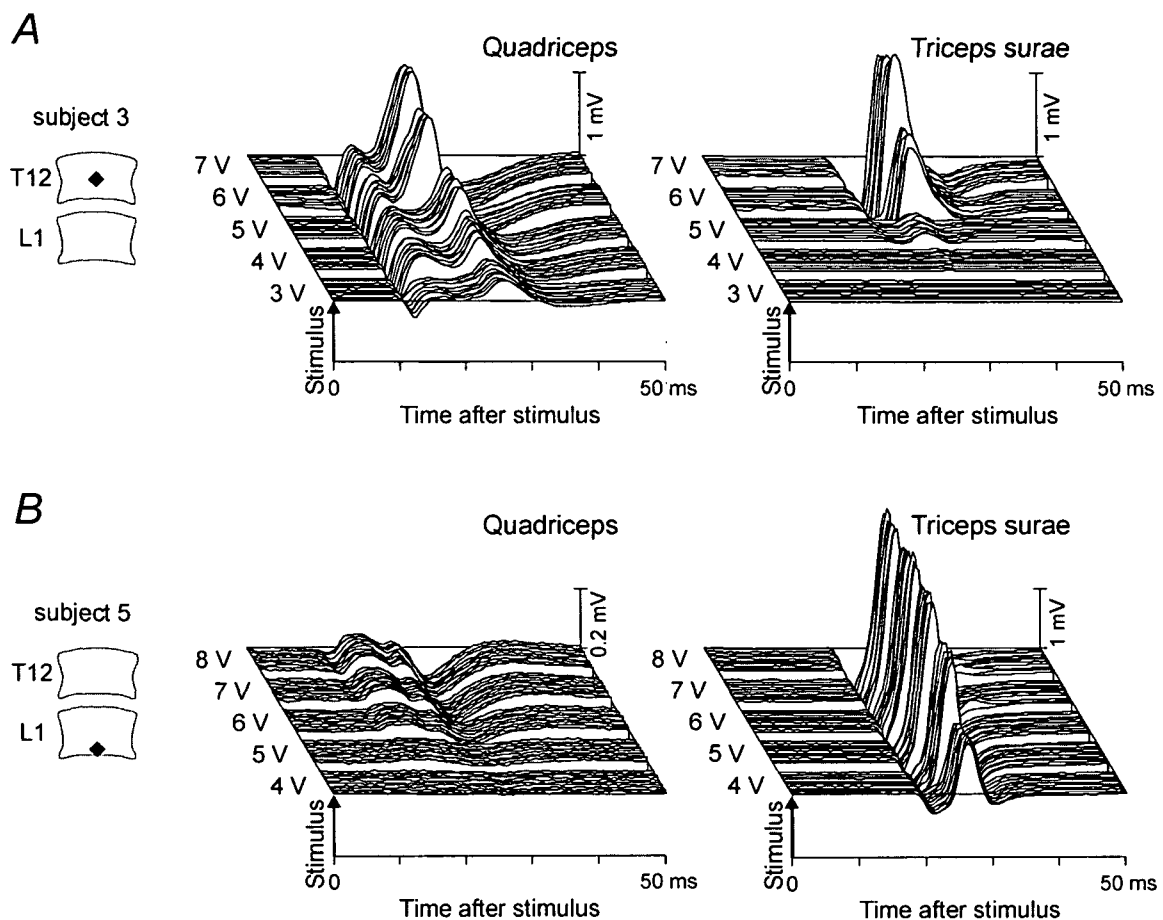 A
Quadriceps
Triceps surae
subject 3
T12
L1
7 V
6 V
5 V
4 V
3 V
1 mV
Stimulus
0
50 ms
Time after stimulus
7 V
6 V
5 V
4 V
3 V
1 mV
Stimulus
0
50 ms
Time after stimulus
B
Quadriceps
Triceps surae
subject 5
T12
L1
8 V
7 V
6 V
5 V
4 V
0.2 mV
Stimulus
0
50 ms
Time after stimulus
8 V
7 V
6 V
5 V
4 V
1 mV
Stimulus
0
50 ms
Time after stimulus